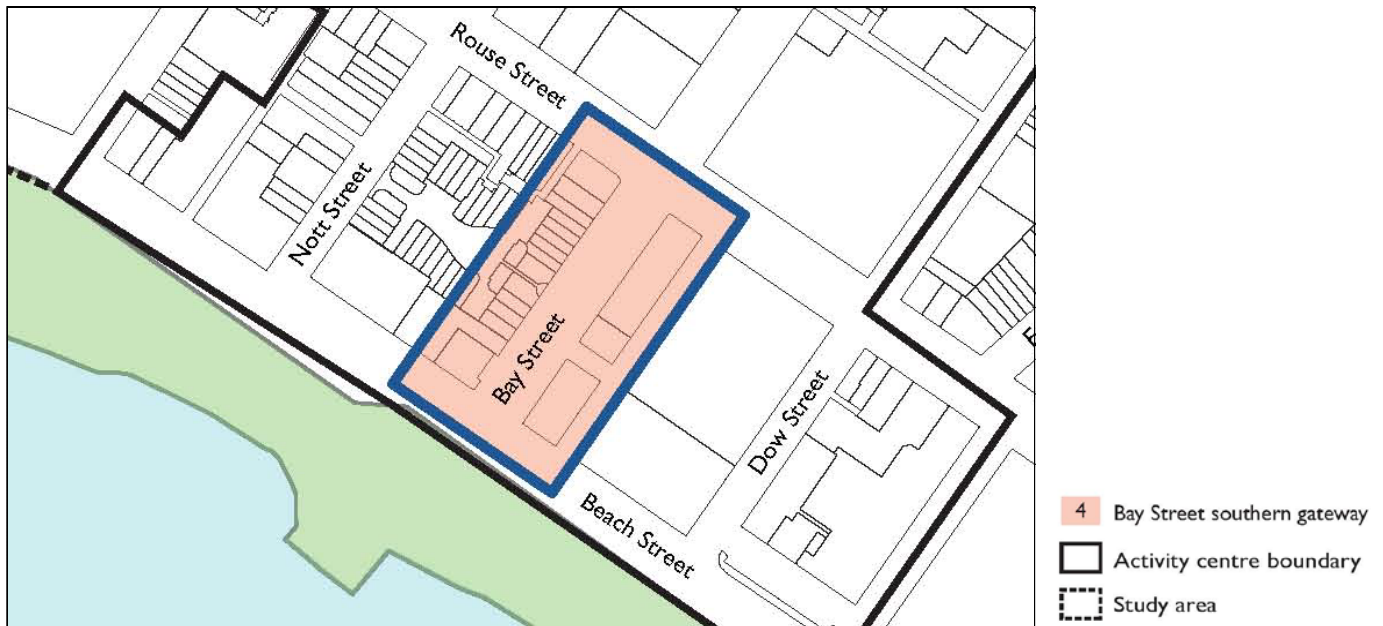 Rouse Street
Nott Street
Bay Street
Dow Street
Beach Street
E
4 Bay Street southern gateway
Activity centre boundary
Study area